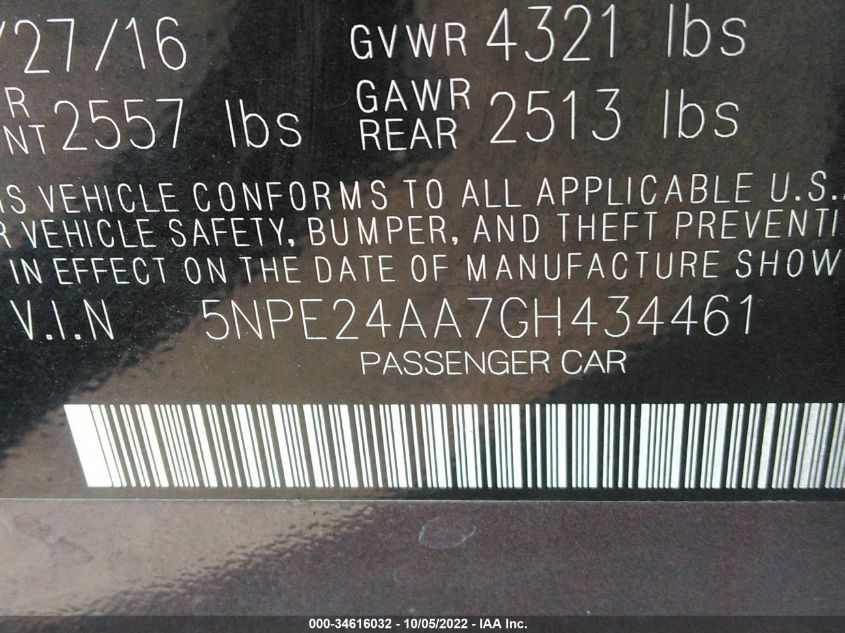 /27/16 GVWR 4321 lbs
R NT 2557 lbs GAWR REAR 2513 lbs
IS VEHICLE CONFORMS TO ALL APPLICABLE U.S.
R VEHICLE SAFETY, BUMPER, AND THEFT PREVENTI
IN EFFECT ON THE DATE OF MANUFACTURE SHOW
V.I.N 5NPE24AA7GH434461
PASSENGER CAR
000-34616032 - 10/05/2022 - IAA Inc.